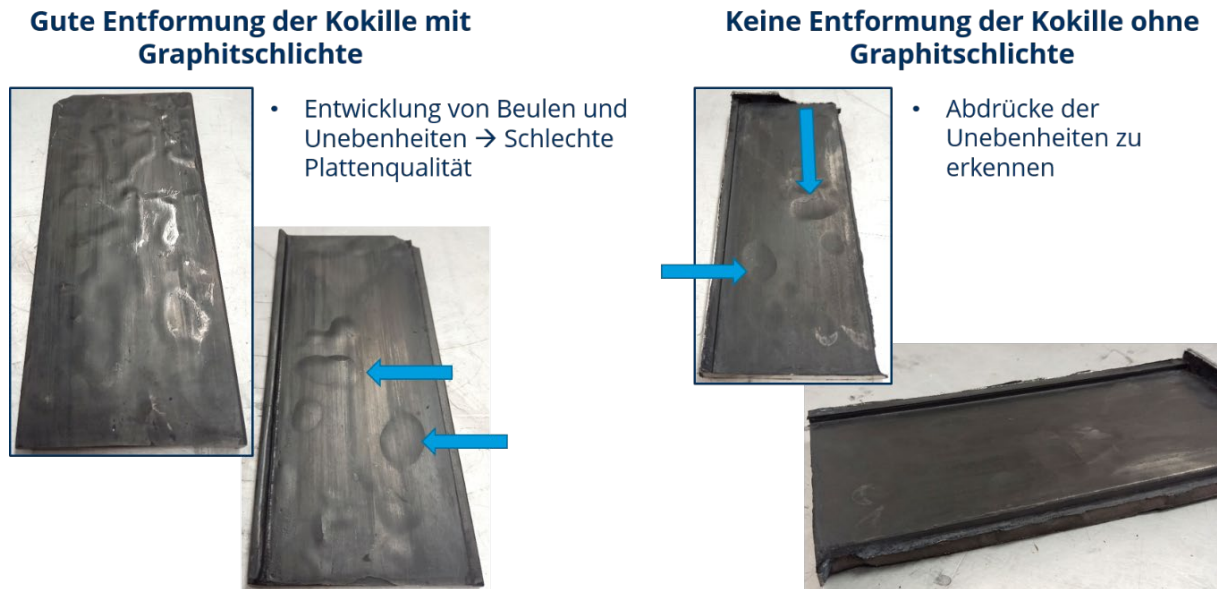 Gute Entformung der Kokille mit
Graphitschlichte
• Entwicklung von Beulen und
Unebenheiten → Schlechte
Plattenqualität
Keine Entformung der Kokille ohne
Graphitschlichte
• Abdrücke der
Unebenheiten zu
erkennen